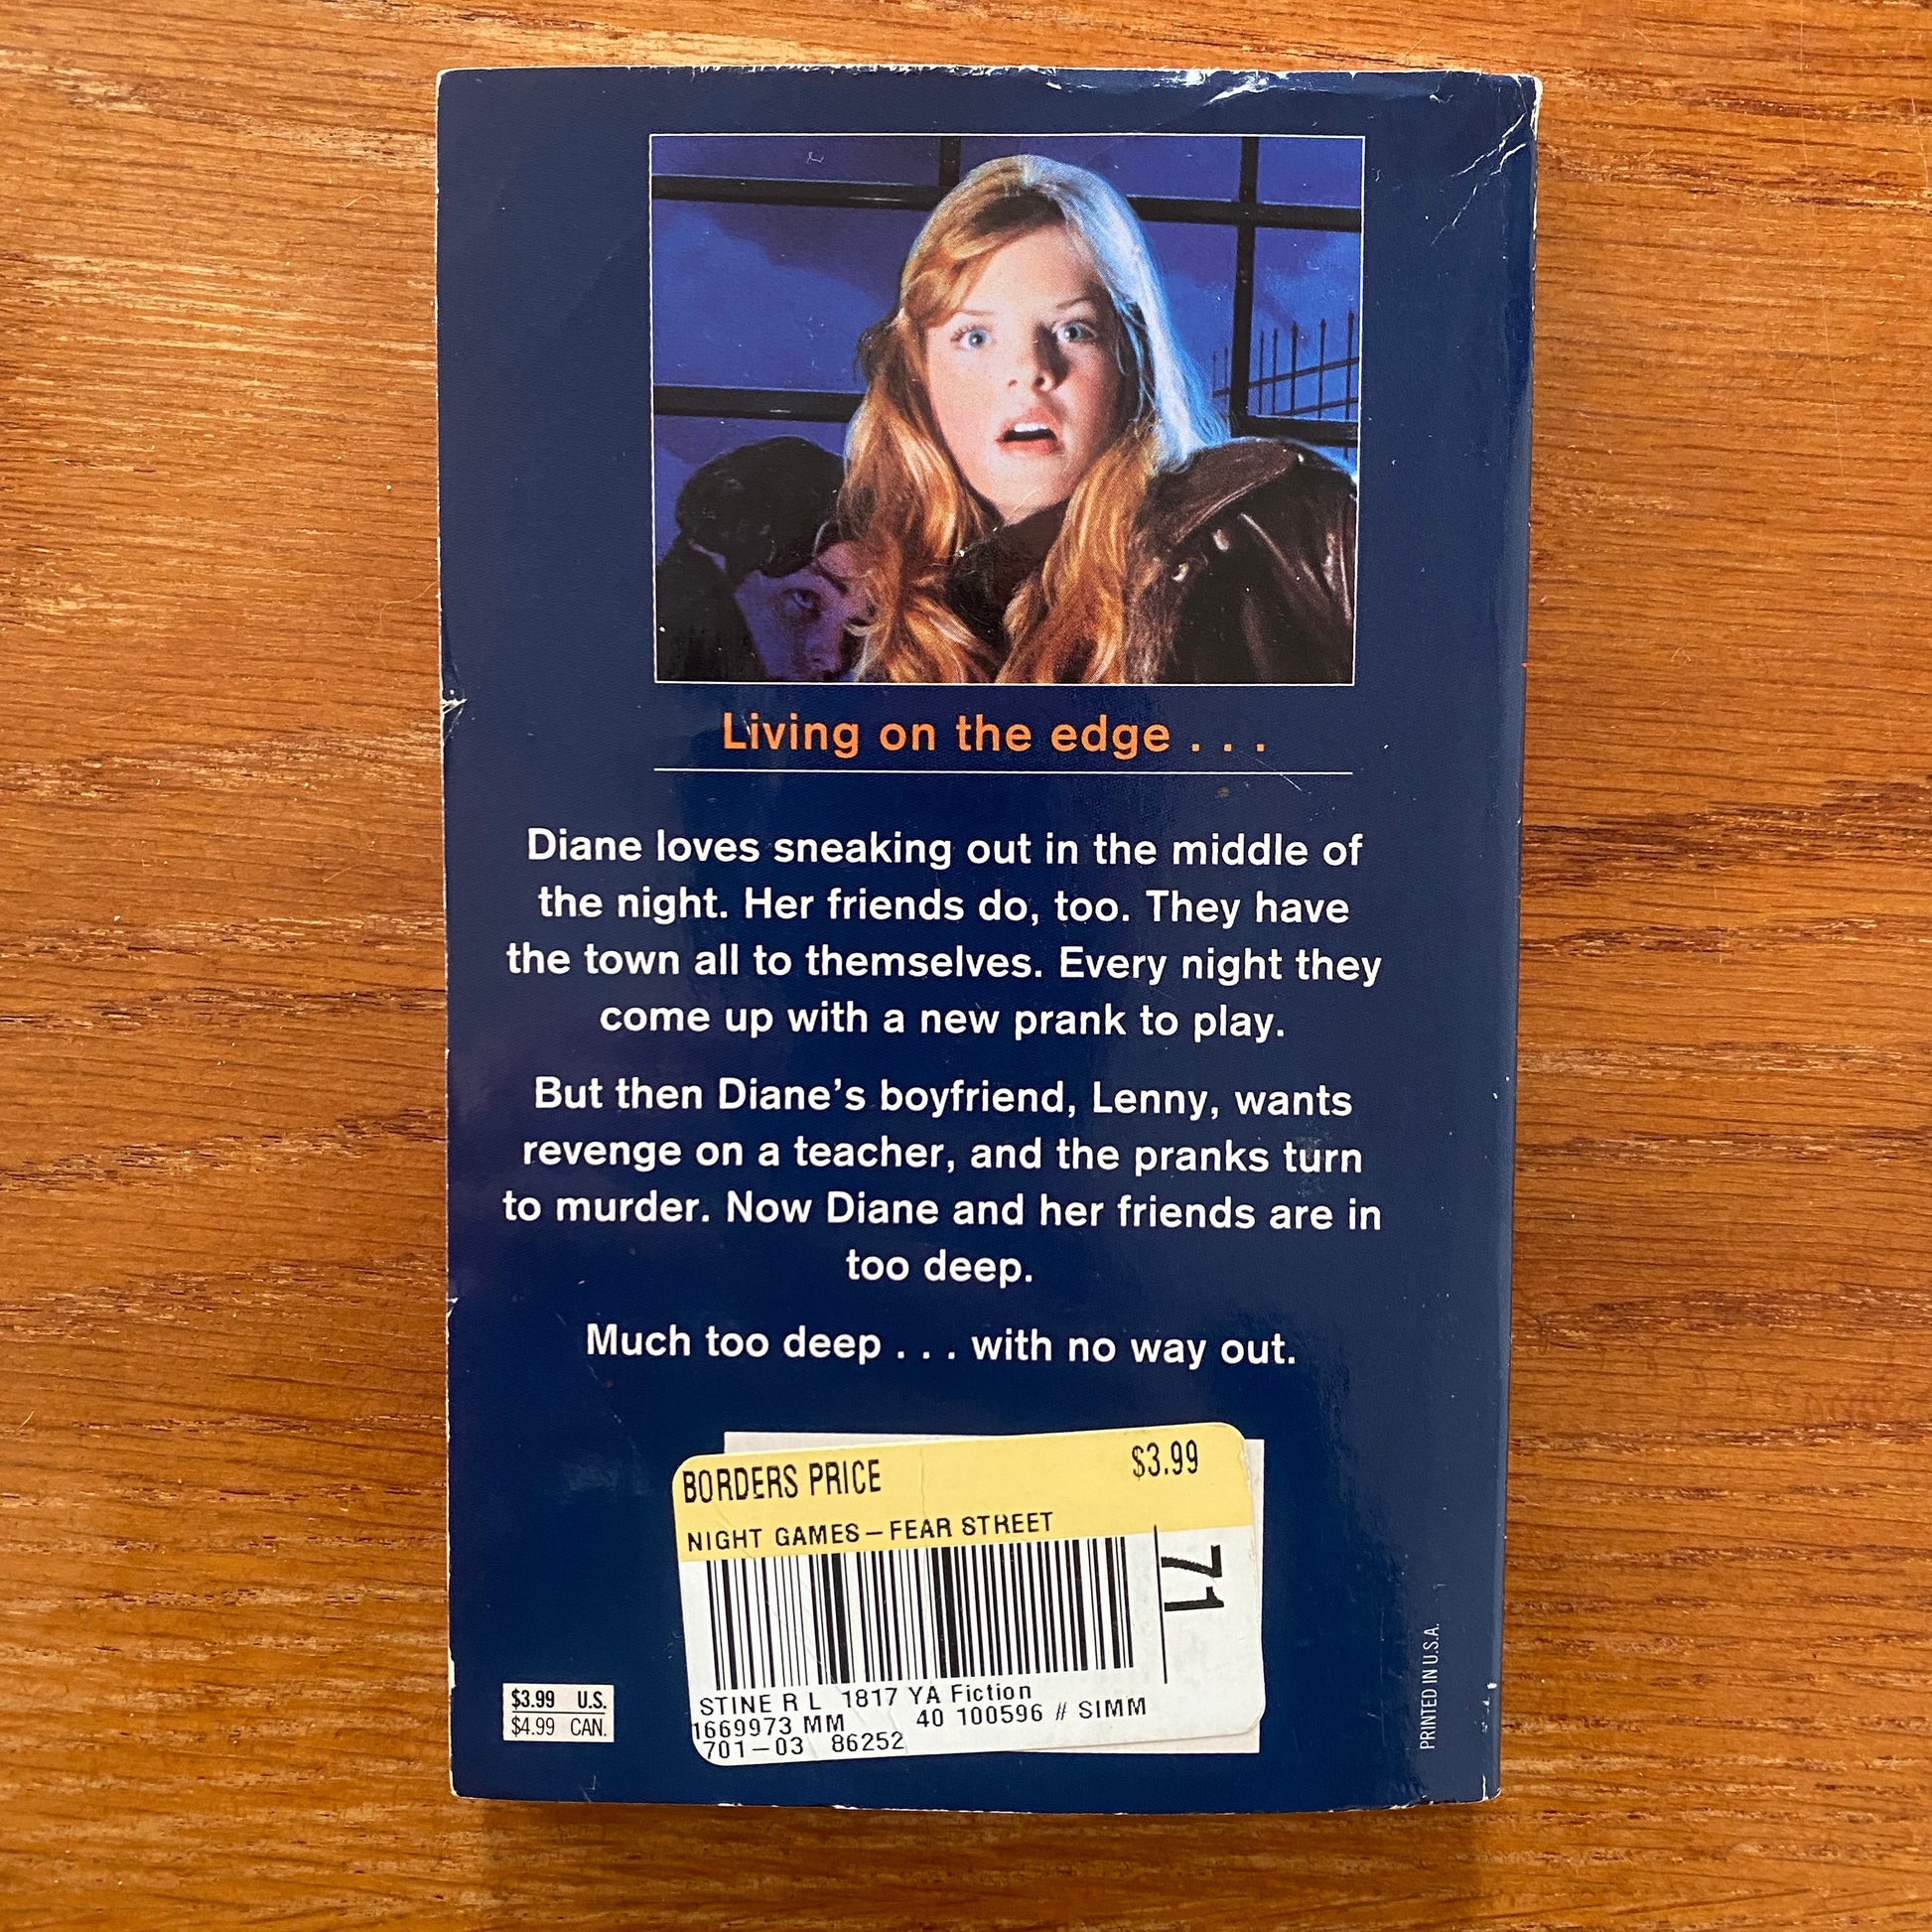 Living on the edge . . .
Diane loves sneaking out in the middle of
the night. Her friends do, too. They have
the town all to themselves. Every night they
come up with a new prank to play.
But then Diane's boyfriend, Lenny, wants
revenge on a teacher, and the pranks turn
to murder. Now Diane and her friends are in
too deep.
Much too deep . . . with no way out.
BORDERS PRICE $3.99
NIGHT GAMES – FEAR STREET
71
STINE R L 1817 YA Fiction
1669973 MM 40 100596 // SIMM
701–03 86252
$3.99 U.S.
$4.99 CAN.
PRINTED IN U.S.A.